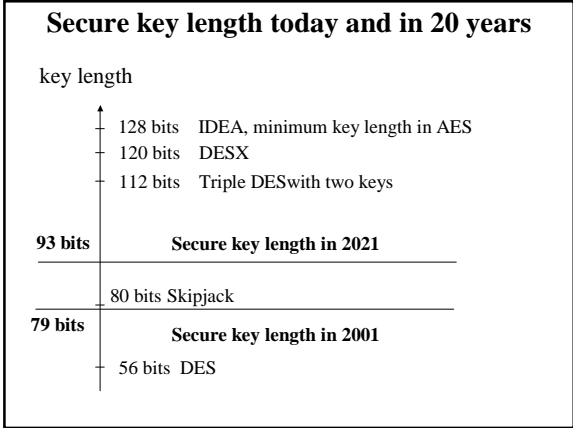 Secure key length today and in 20 years
key length
128 bits IDEA, minimum key length in AES
120 bits DESX
112 bits Triple DESwith two keys
93 bits Secure key length in 2021
80 bits Skipjack
79 bits
Secure key length in 2001
56 bits DES